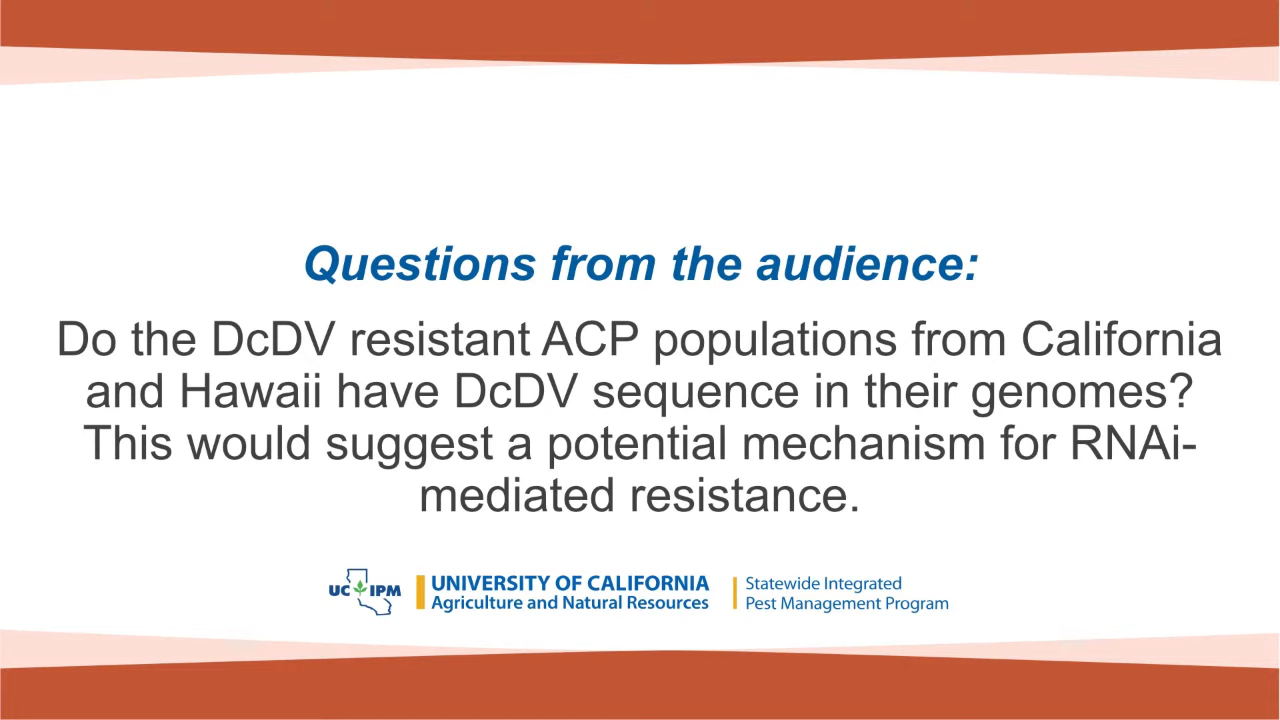 Questions from the audience:
Do the DcDV resistant ACP populations from California
and Hawaii have DcDV sequence in their genomes?
This would suggest a potential mechanism for RNAi-
mediated resistance.
UC IPM
UNIVERSITY OF CALIFORNIA
Agriculture and Natural Resources
Statewide Integrated
Pest Management Program